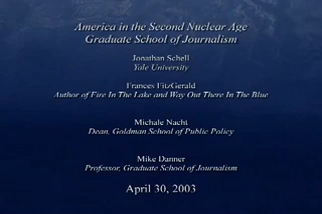 America in the Second Nuclear Age
Graduate School of Journalism
Jonathan Schell
Yale University
Frances FitzGerald
Author of Fire In The Lake and Way Out There In The Blue
Michale Nacht
Dean, Goldman School of Public Policy
Mike Danner
Professor, Graduate School of Journalism
April 30, 2003